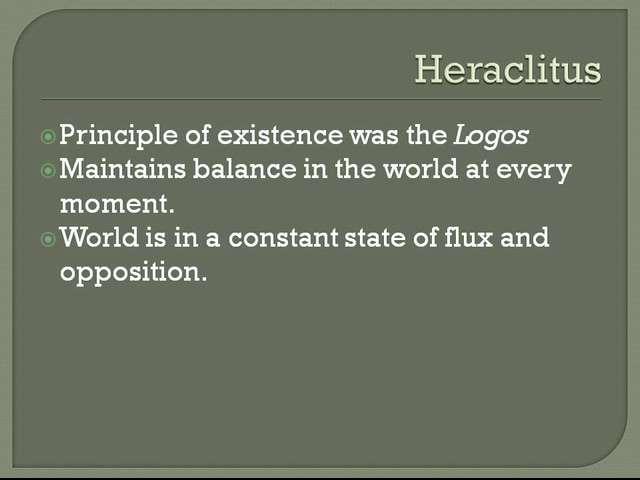 Heraclitus
Principle of existence was the Logos
Maintains balance in the world at every
moment.
World is in a constant state of flux and
opposition.